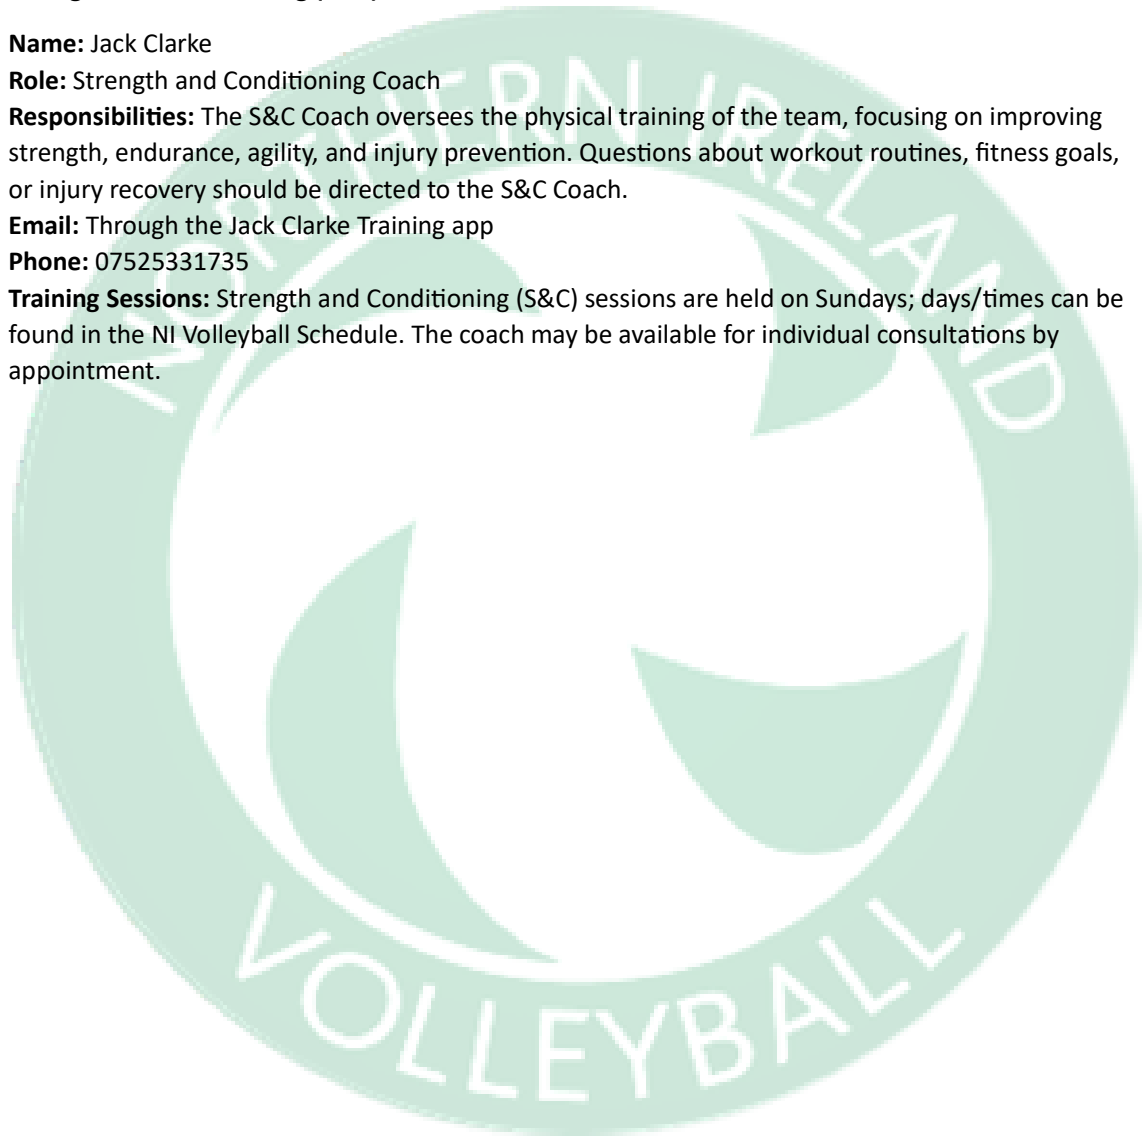 Name: Jack Clarke
Role: Strength and Conditioning Coach
Responsibilities: The S&C Coach oversees the physical training of the team, focusing on improving
strength, endurance, agility, and injury prevention. Questions about workout routines, fitness goals,
or injury recovery should be directed to the S&C Coach.
Email: Through the Jack Clarke Training app
Phone: 07525331735
Training Sessions: Strength and Conditioning (S&C) sessions are held on Sundays; days/times can be
found in the NI Volleyball Schedule. The coach may be available for individual consultations by
appointment.
NORTHERN IRELAND
VOLLEYBALL